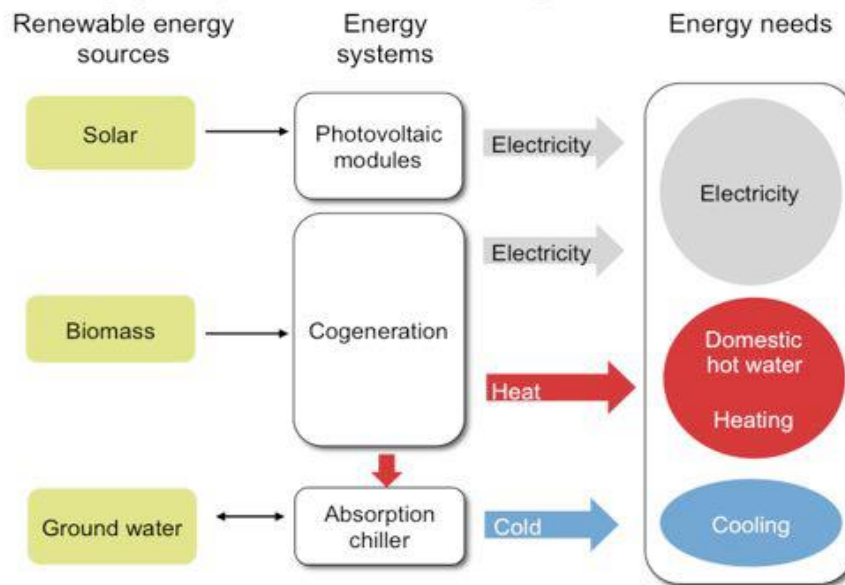 Renewable energy
sources
Energy
systems
Energy needs
Solar
Photovoltaic
modules
Electricity
Electricity
Electricity
Biomass
Cogeneration
Domestic
hot water
Heat
Heating
Ground water
Absorption
chiller
Cold
Cooling